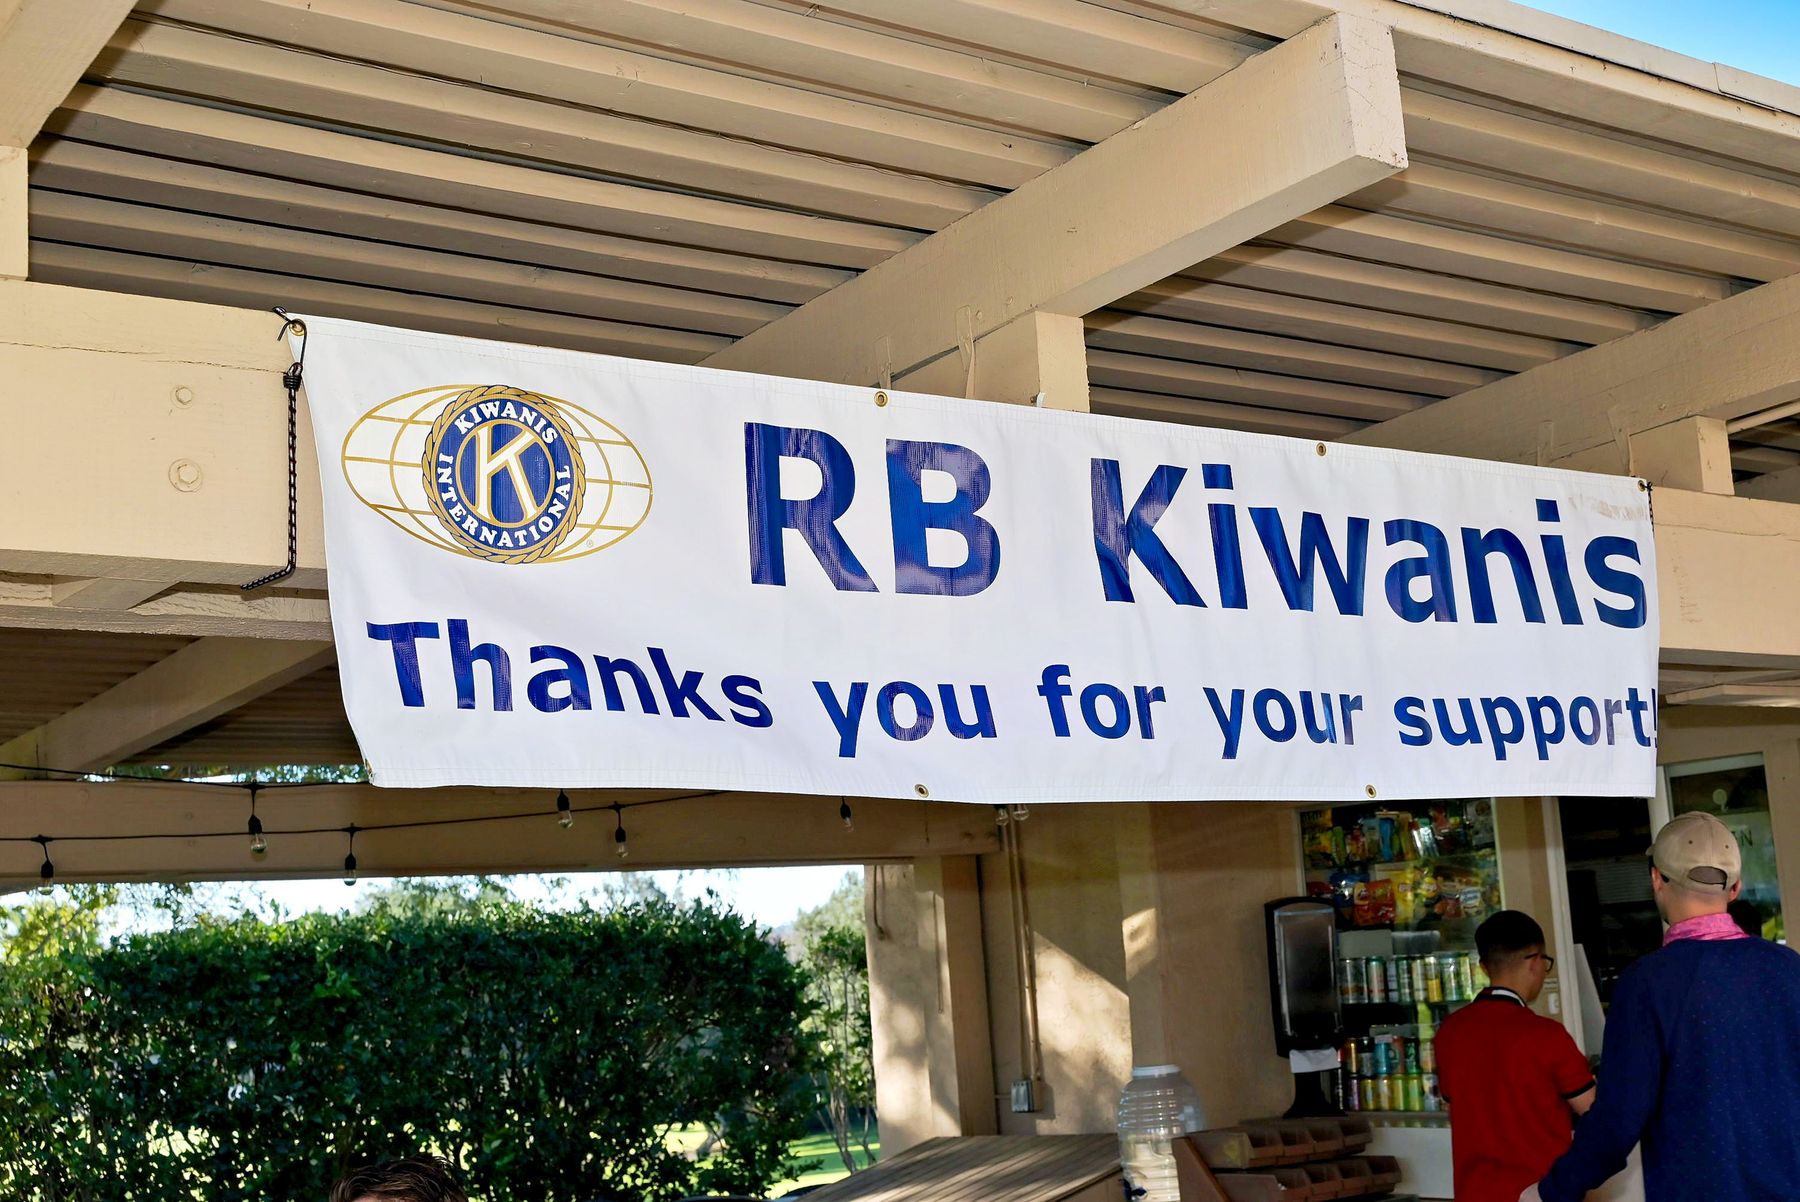 KIWANIS
K
INTERNATIONAL
®
RB Kiwanis
Thanks you for your support!